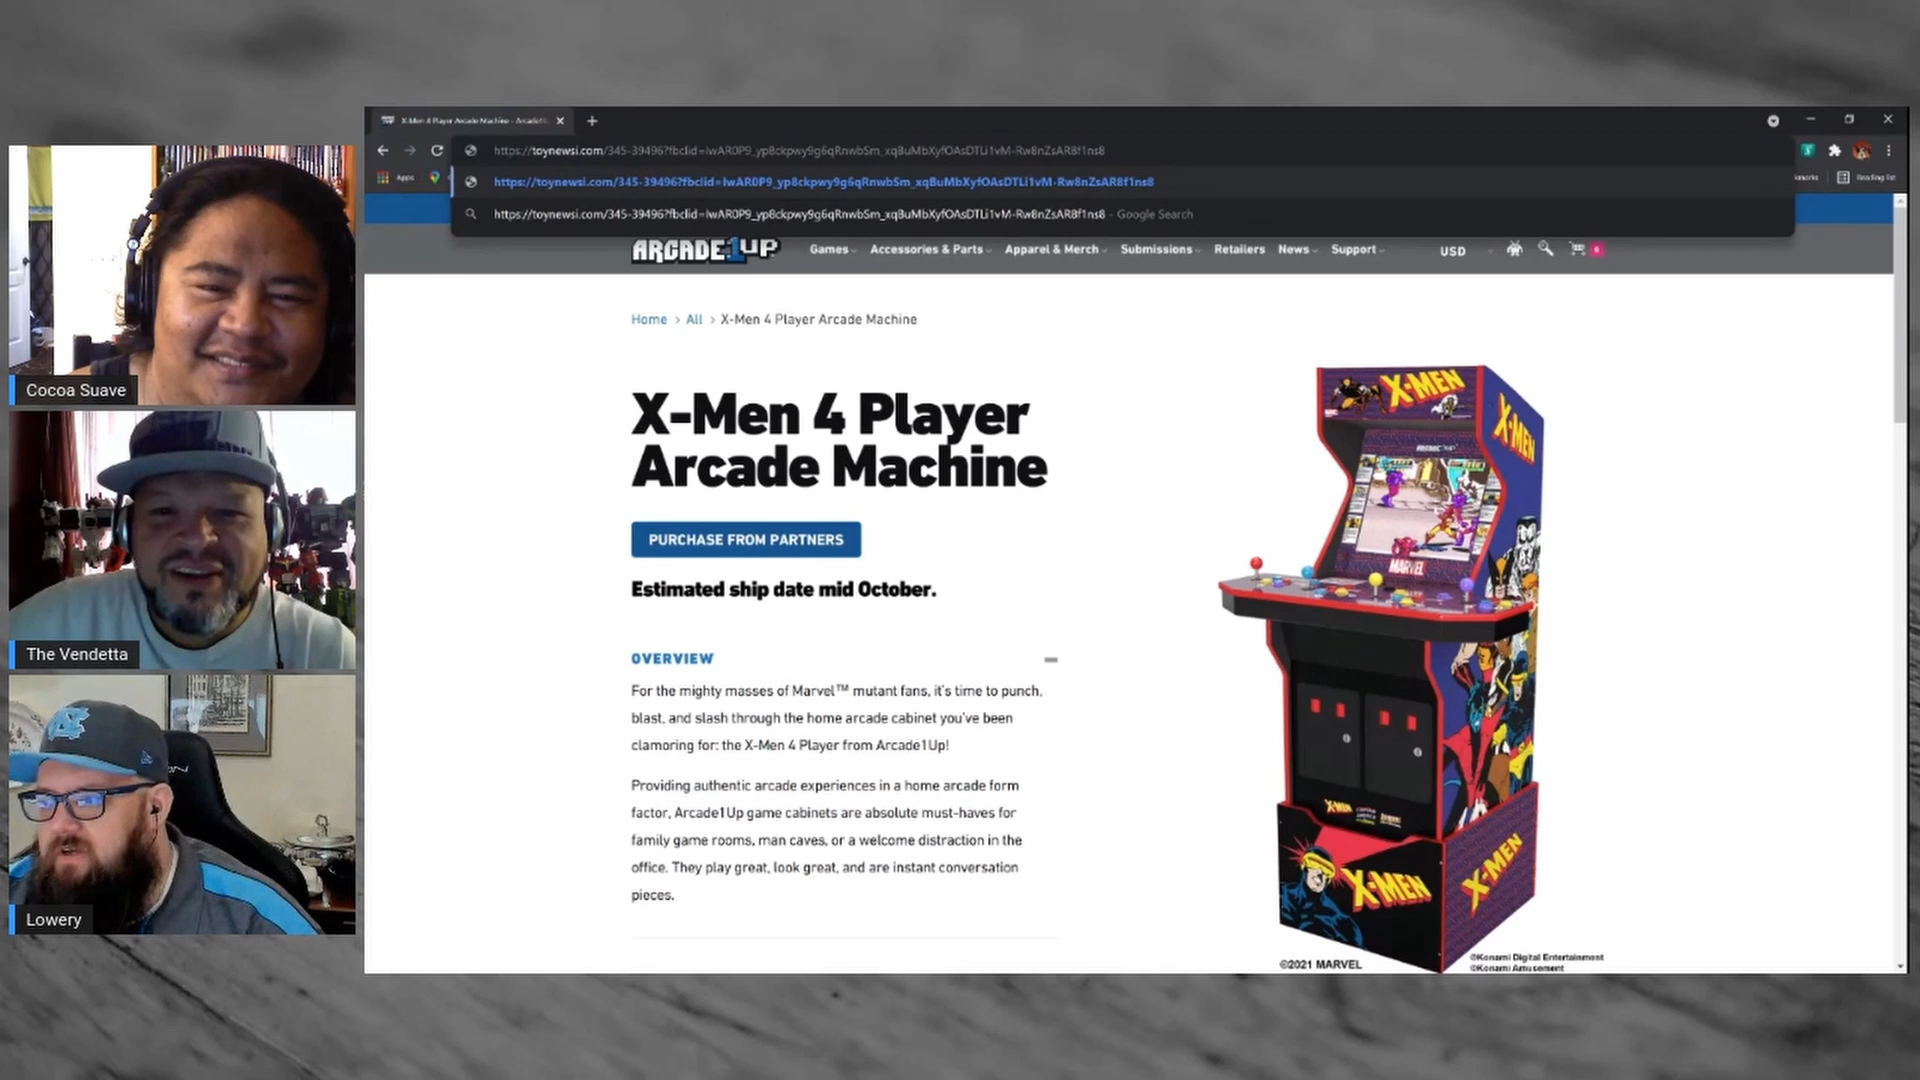 X-Men 4 Player Arcade Machine - Arcade1
https://toynewsi.com/345-39496?fbclid=IwAR0P9_yp8ckpwy9g6qRnwbSm_xqBuMbXyfOAsDTLi1vM-Rw8nZsAR8f1ns8
Apps
https://toynewsi.com/345-39496?fbclid=IwAR0P9_yp8ckpwy9g6qRnwbSm_xqBuMbXyfOAsDTLi1vM-Rw8nZsAR8f1ns8
Reading list
https://toynewsi.com/345-39496?fbclid=IwAR0P9_yp8ckpwy9g6qRnwbSm_xqBuMbXyfOAsDTLi1vM-Rw8nZsAR8f1ns8 - Google Search
ARCADE1UP Games Accessories & Parts Apparel & Merch Submissions Retailers News Support USD
Home > All > X-Men 4 Player Arcade Machine
X-Men 4 Player
Arcade Machine
PURCHASE FROM PARTNERS
Estimated ship date mid October.
OVERVIEW
For the mighty masses of Marvel™ mutant fans, it's time to punch,
blast, and slash through the home arcade cabinet you've been
clamoring for: the X-Men 4 Player from Arcade1Up!
Providing authentic arcade experiences in a home arcade form
factor, Arcade1Up game cabinets are absolute must-haves for
family game rooms, man caves, or a welcome distraction in the
office. They play great, look great, and are instant conversation
pieces.
X-MEN
X-MEN
MARVEL
X-MEN
X-MEN
X-MEN
©2021 MARVEL
©Konami Digital Entertainment
©Konami Amusement
Cocoa Suave
The Vendetta
Lowery